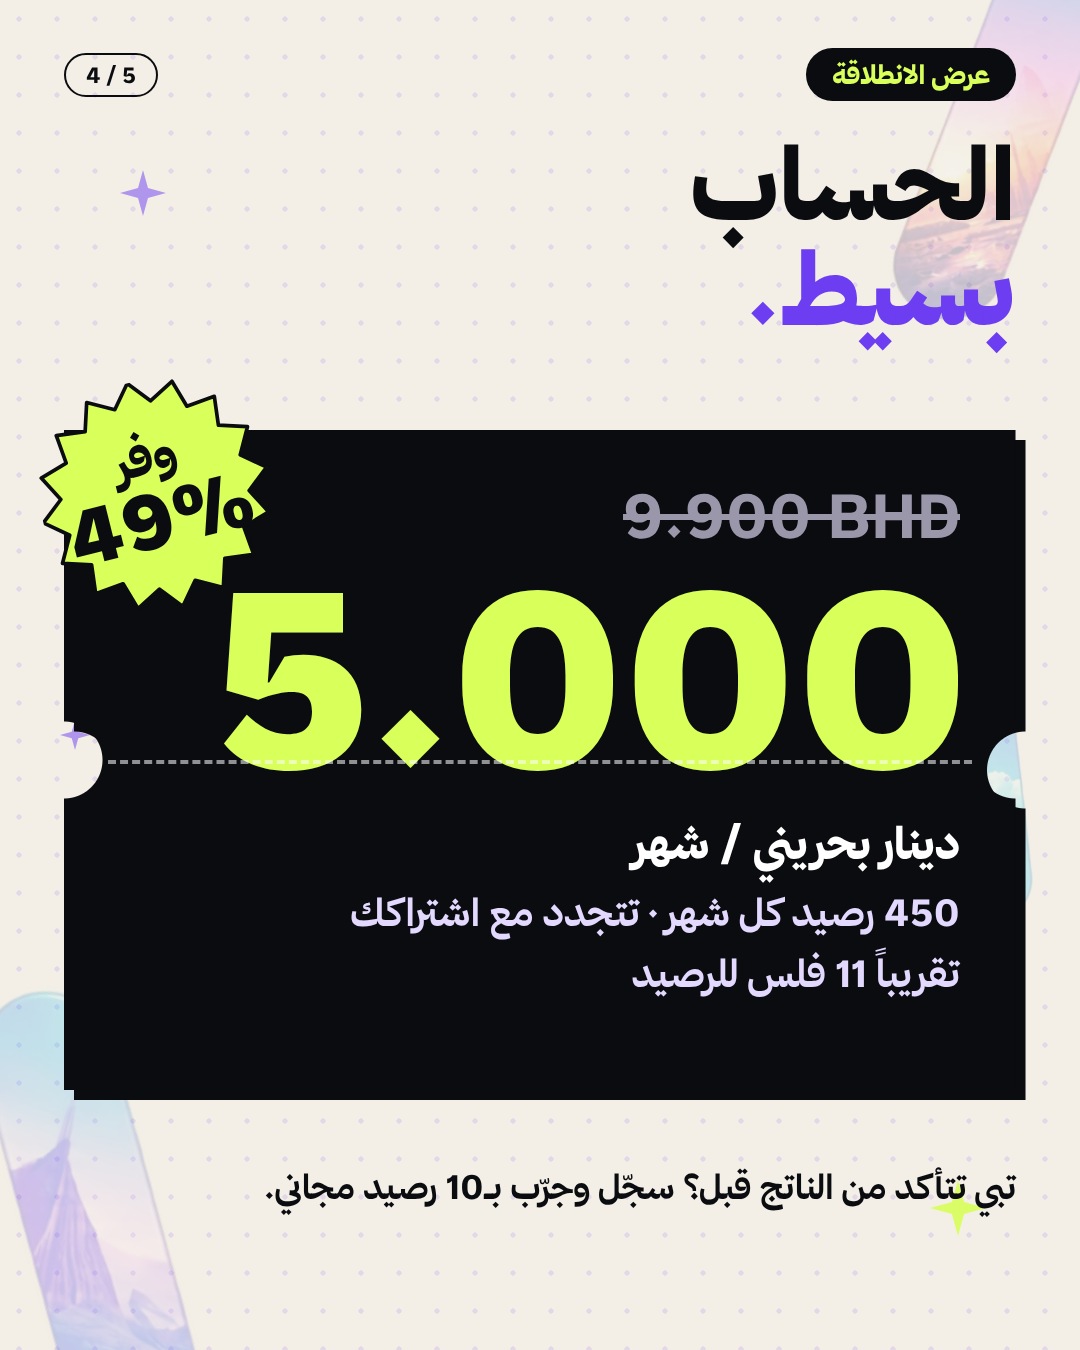 عرض الانطلاقة
4 / 5
الحساب
بسيط.
وفر
49%
9.900 BHD
5.000
دينار بحريني / شهر
450 رصيد كل شهر · تتجدد مع اشتراكك
تقريباً 11 فلس للرصيد
تبي تتأكد من الناتج قبل؟ سجّل وجرّب بـ10 رصيد مجاني.